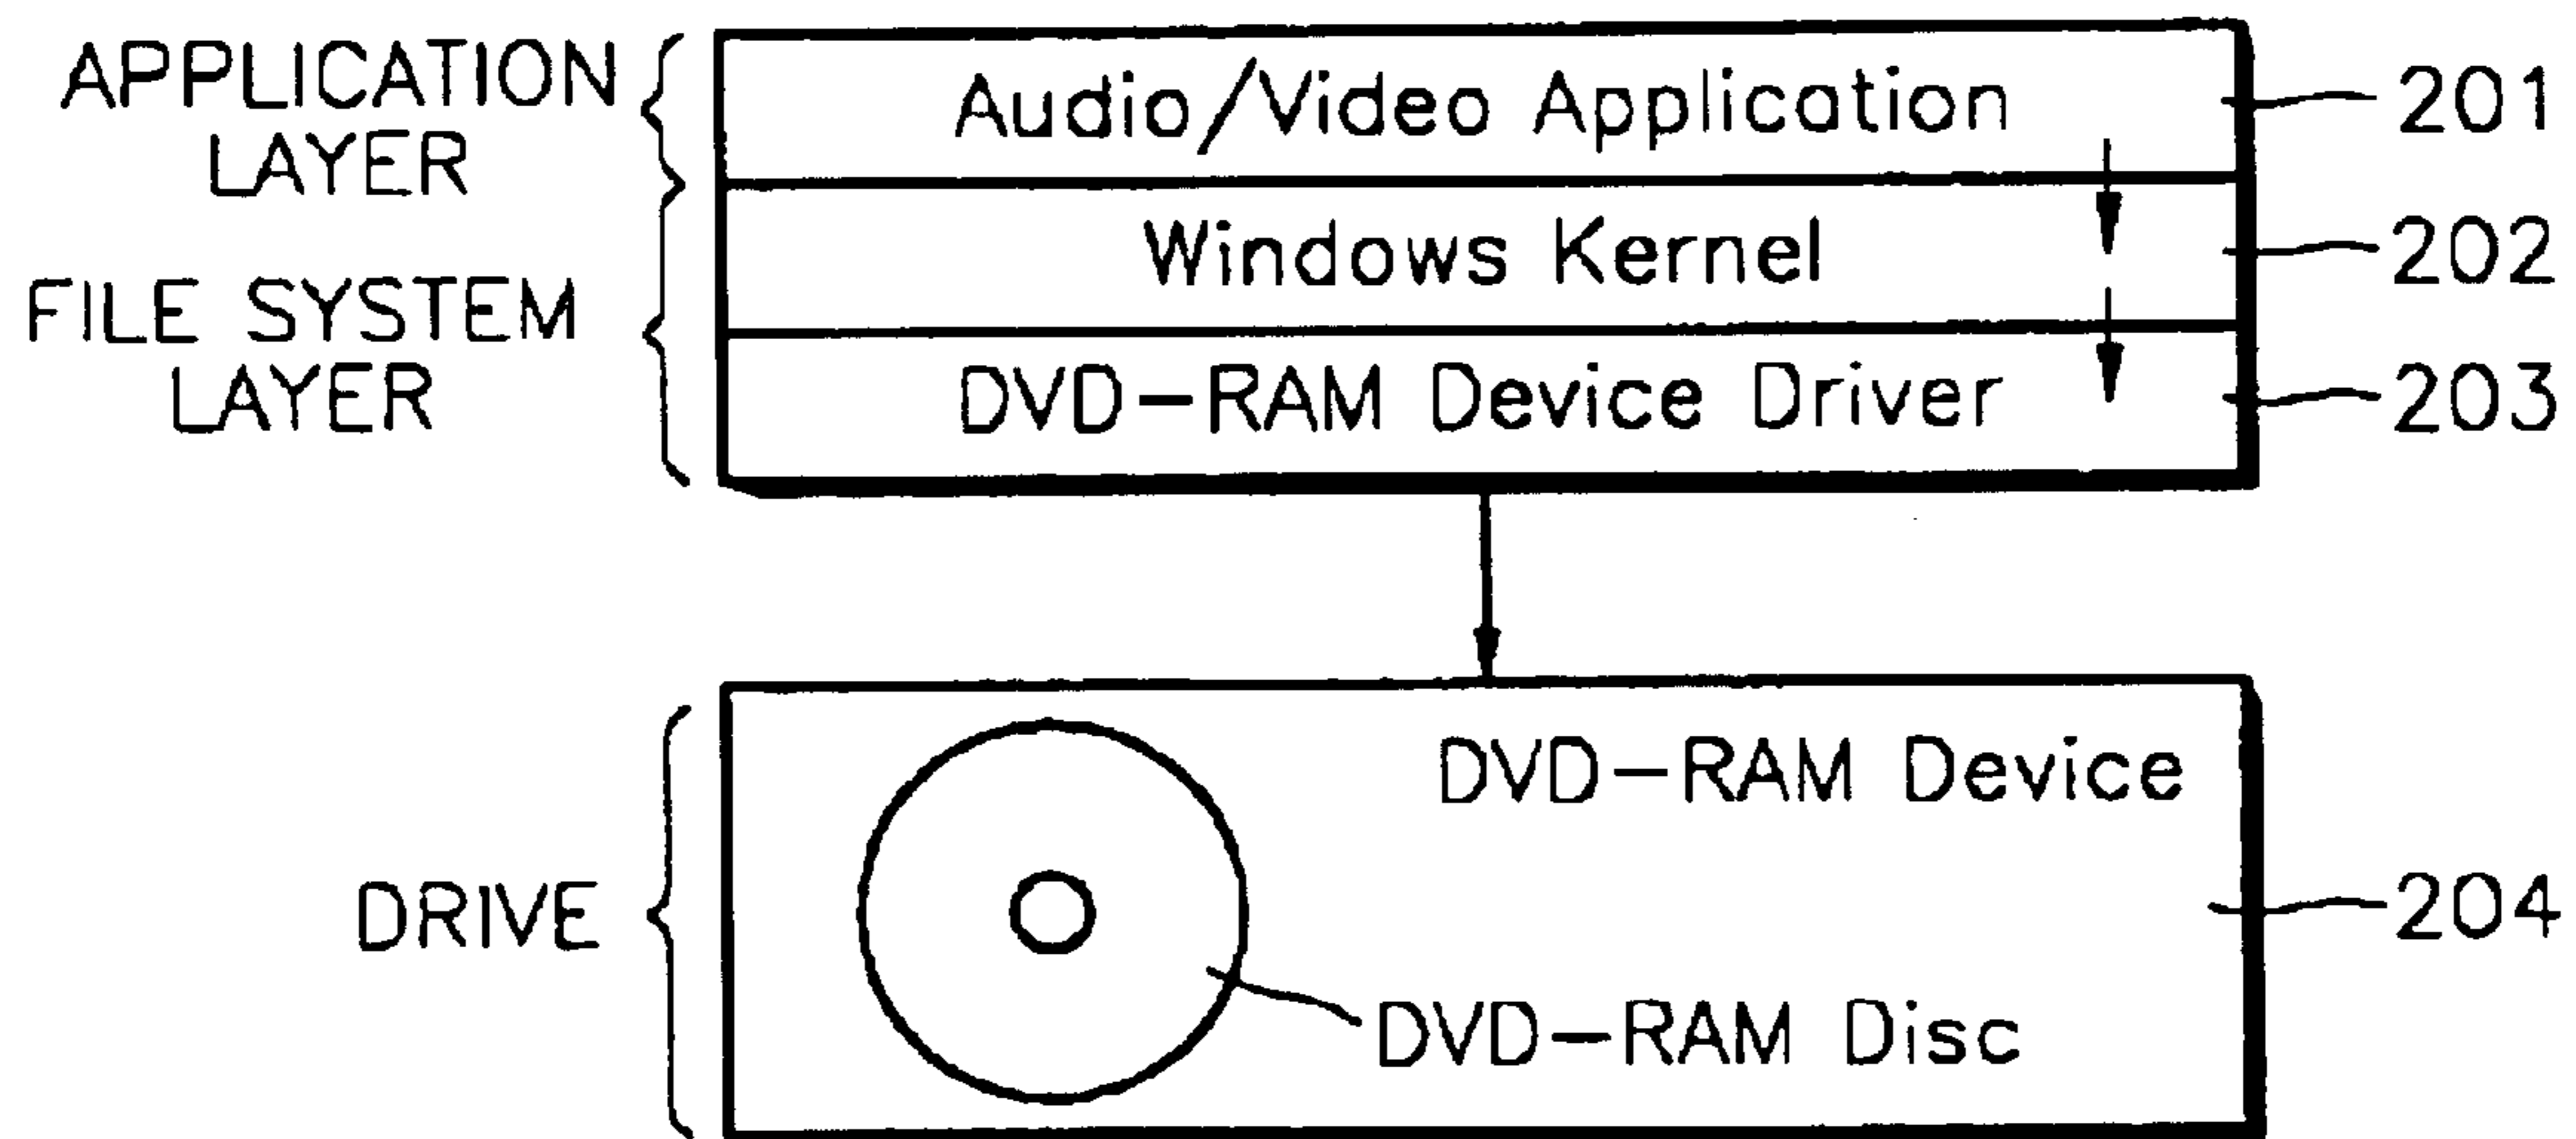 APPLICATION
LAYER
Audio/Video Application
201
Windows Kernel
202
FILE SYSTEM
LAYER
DVD-RAM Device Driver
203
DVD-RAM Device
DRIVE
204
DVD-RAM Disc